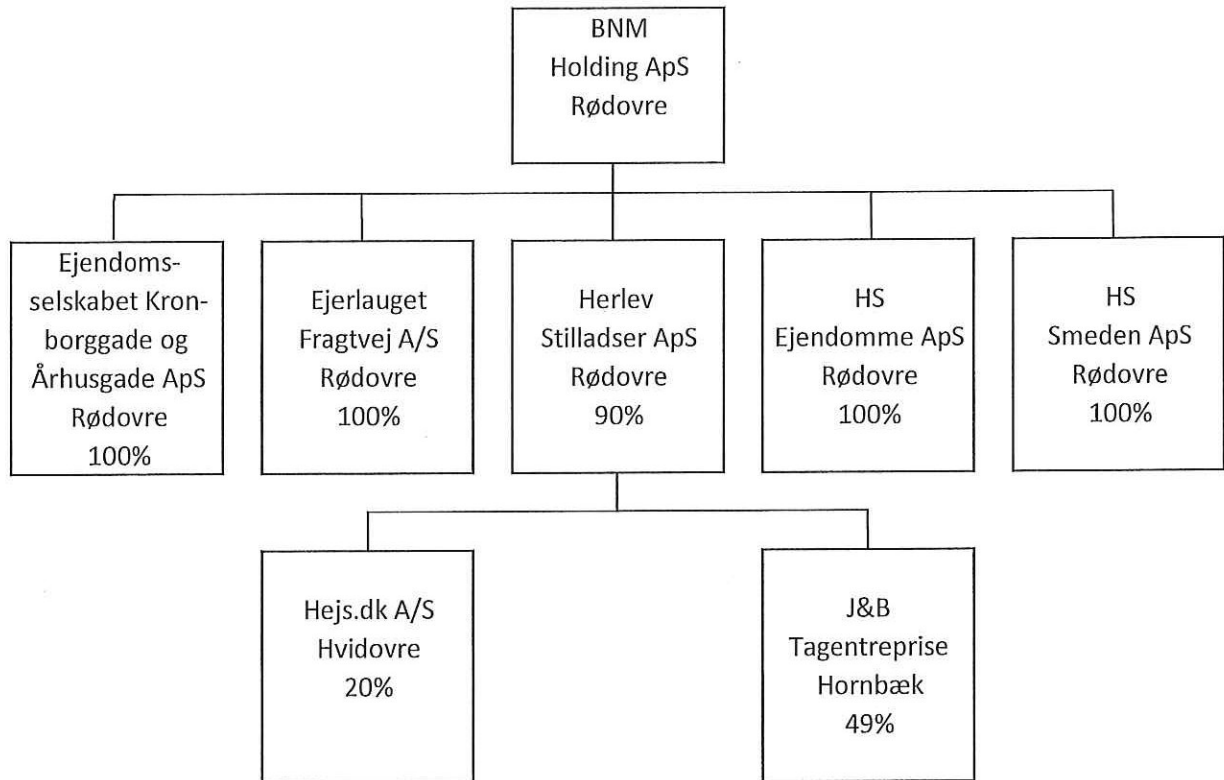 BNM
Holding ApS
Rødovre
Ejendoms-
selskabet Kron-
borggade og
Århusgade ApS
Rødovre
100%
Ejerlauget
Fragtvej A/S
Rødovre
100%
Herlev
Stilladser ApS
Rødovre
90%
HS
Ejendomme ApS
Rødovre
100%
HS
Smeden ApS
Rødovre
100%
Hejs.dk A/S
Hvidovre
20%
J&B
Tagentreprise
Hornbæk
49%